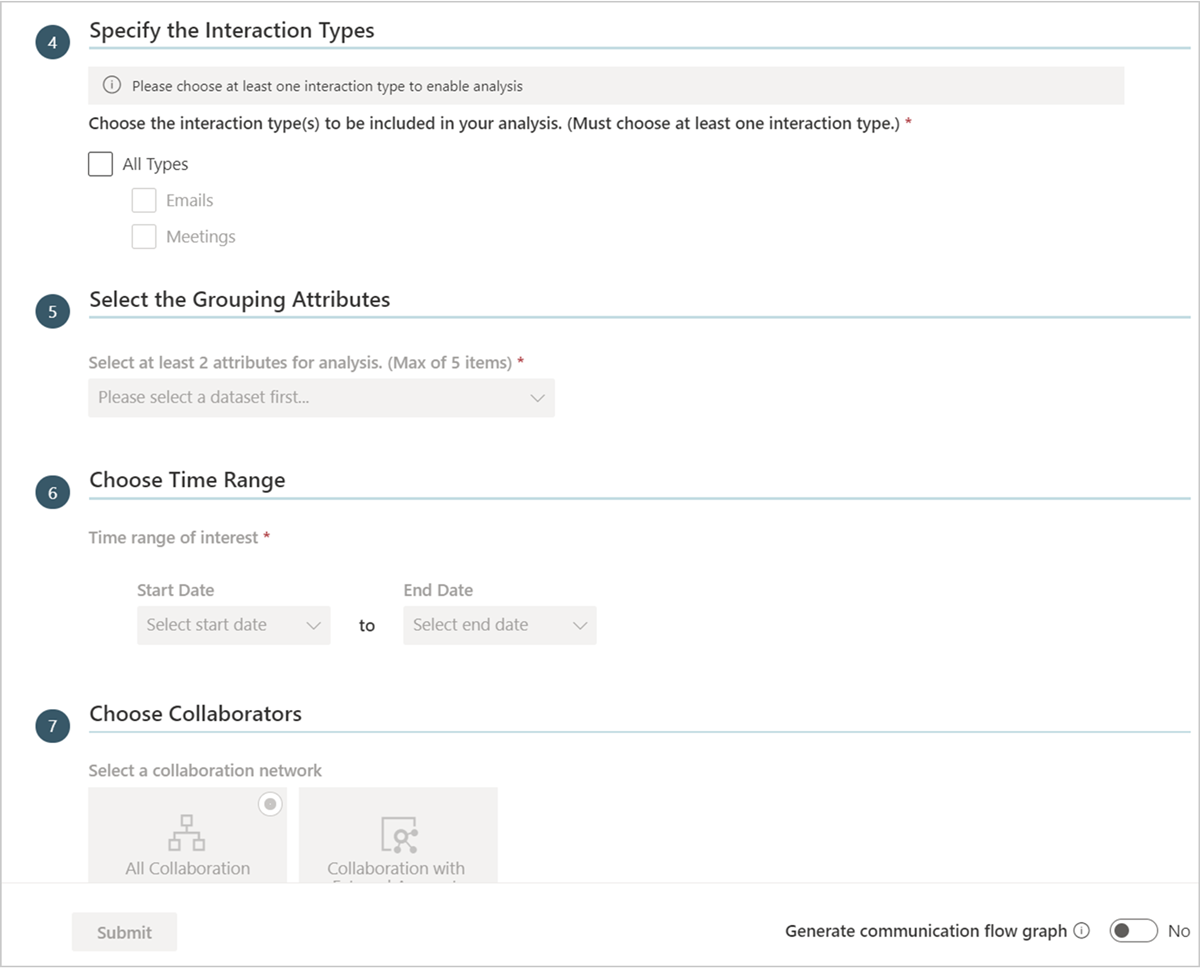 4
Specify the Interaction Types
Please choose at least one interaction type to enable analysis
Choose the interaction type(s) to be included in your analysis. (Must choose at least one interaction type.) *
All Types
Emails
Meetings
5
Select the Grouping Attributes
Select at least 2 attributes for analysis. (Max of 5 items) *
Please select a dataset first...
6
Choose Time Range
Time range of interest *
Start Date
End Date
Select start date
to
Select end date
7
Choose Collaborators
Select a collaboration network
All Collaboration
Collaboration with
Submit
Generate communication flow graph
No